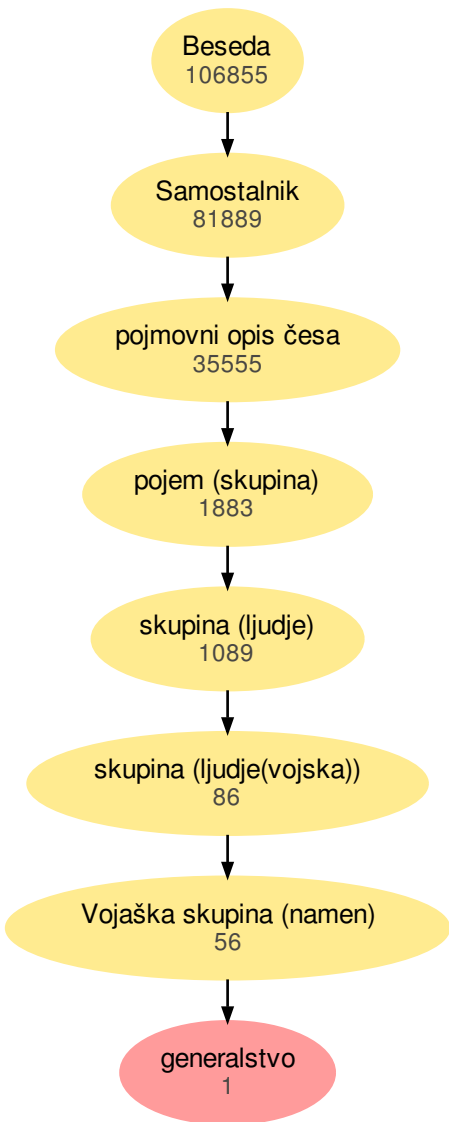 Beseda
106855
Samostalnik
81889
pojmovni opis česa
35555
pojem (skupina)
1883
skupina (ljudje)
1089
skupina (ljudje(vojska))
86
Vojaška skupina (namen)
56
generalstvo
1